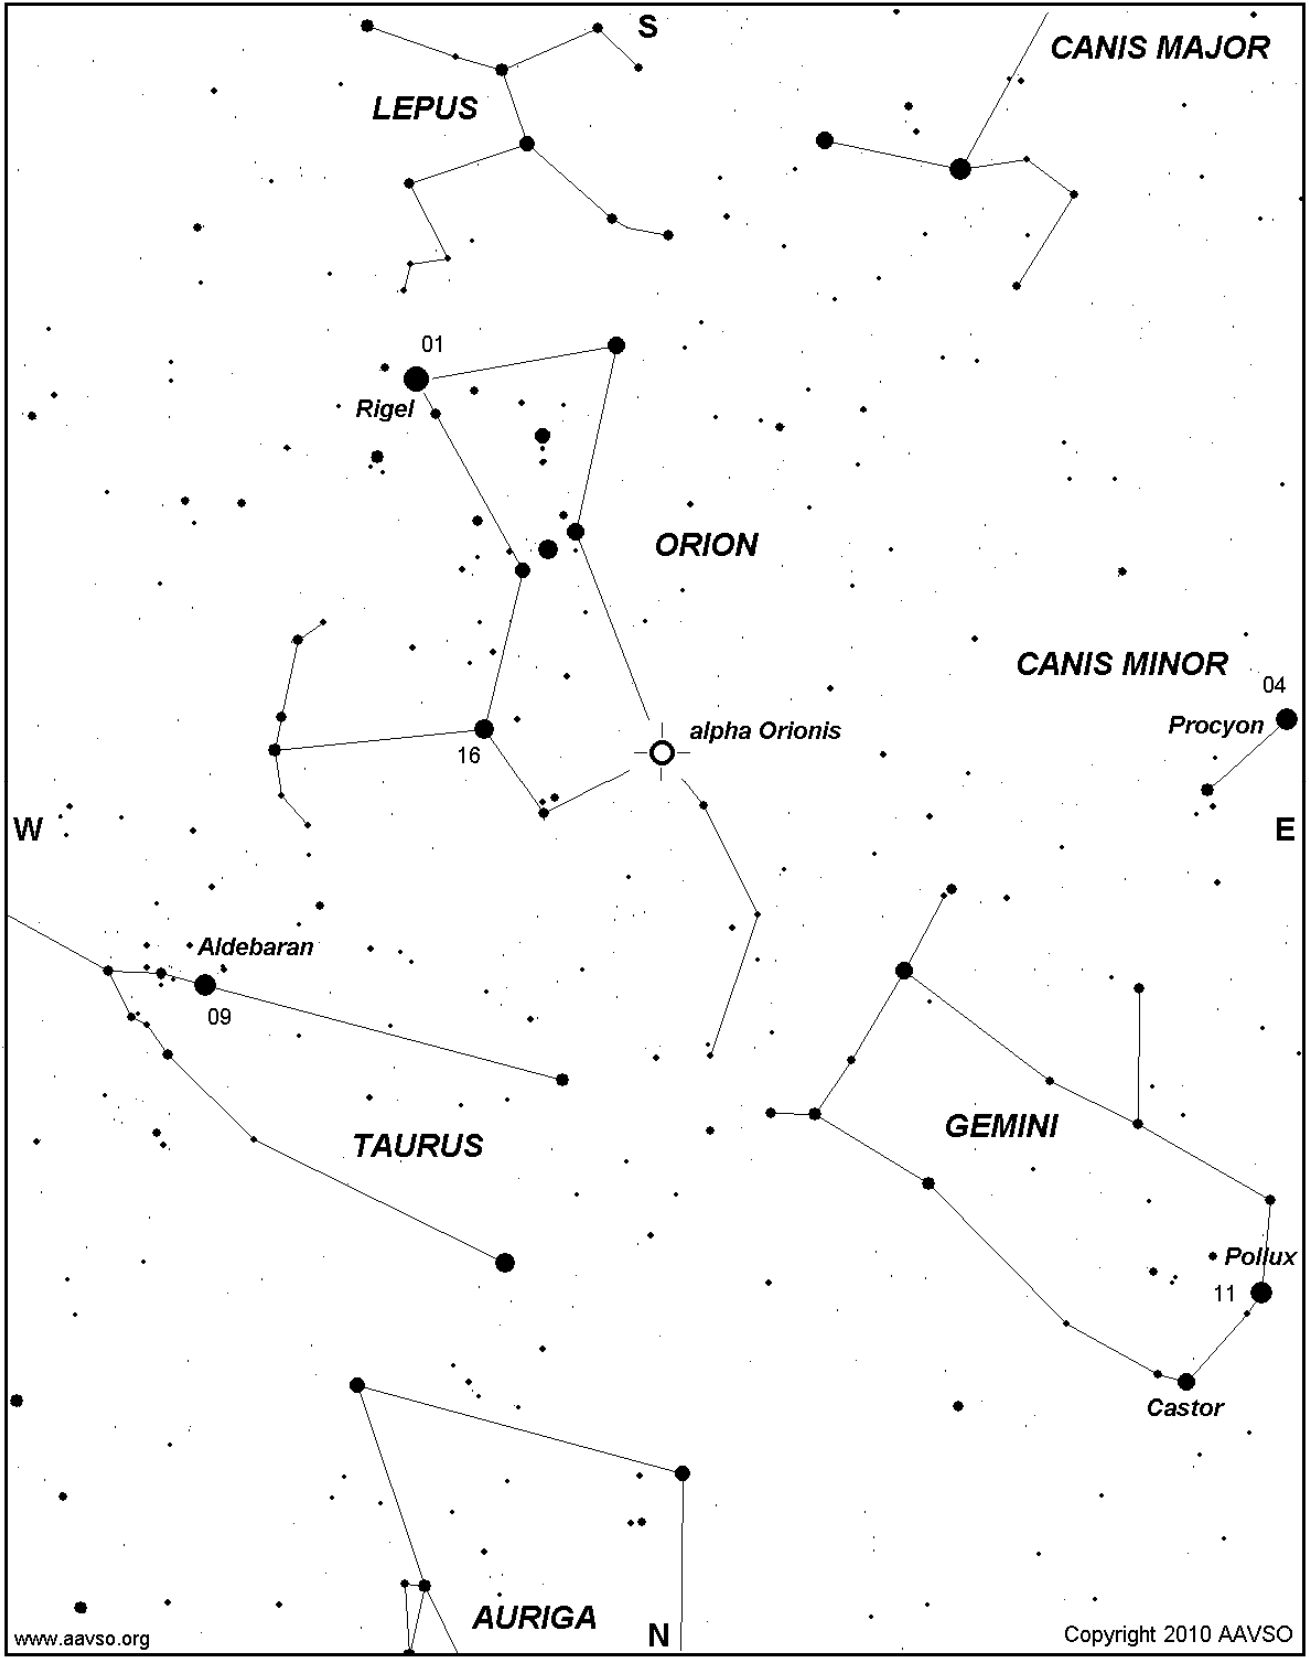 S
CANIS MAJOR
LEPUS
01
Rigel
ORION
CANIS MINOR
04
Procyon
alpha Orionis
16
W
E
Aldebaran
09
GEMINI
TAURUS
Pollux
11
Castor
AURIGA
N
www.aavso.org
Copyright 2010 AAVSO